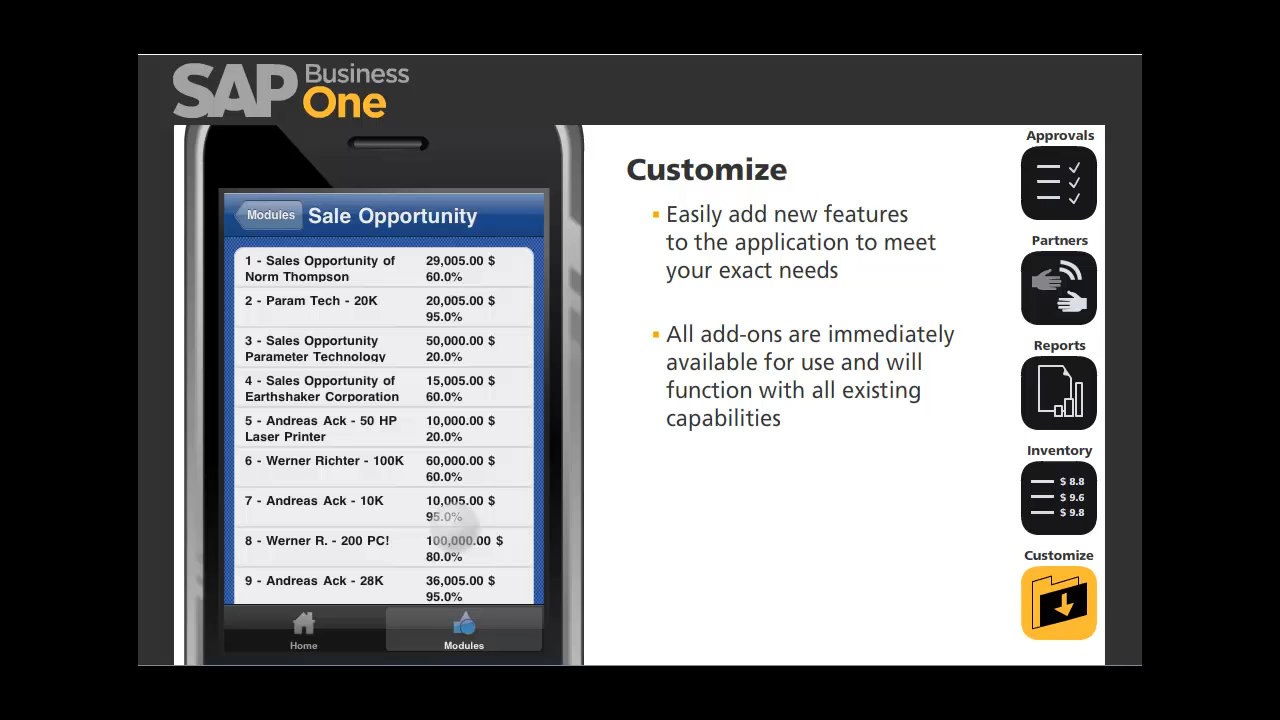 SAP Business One
Modules
Sale Opportunity
1 - Sales Opportunity of Norm Thompson
29,005.00 $
60.0%
2 - Param Tech - 20K
20,005.00 $
95.0%
3 - Sales Opportunity Parameter Technology
50,000.00 $
20.0%
4 - Sales Opportunity of Earthshaker Corporation
15,005.00 $
60.0%
5 - Andreas Ack - 50 HP Laser Printer
10,000.00 $
20.0%
6 - Werner Richter - 100K
60,000.00 $
60.0%
7 - Andreas Ack - 10K
10,005.00 $
95.0%
8 - Werner R. - 200 PC!
100,000.00 $
80.0%
9 - Andreas Ack - 28K
36,005.00 $
95.0%
Home
Modules
Customize
▪ Easily add new features
to the application to meet
your exact needs
▪ All add-ons are immediately
available for use and will
function with all existing
capabilities
Approvals
Partners
Reports
Inventory
$ 8.8
$ 9.6
$ 9.8
Customize